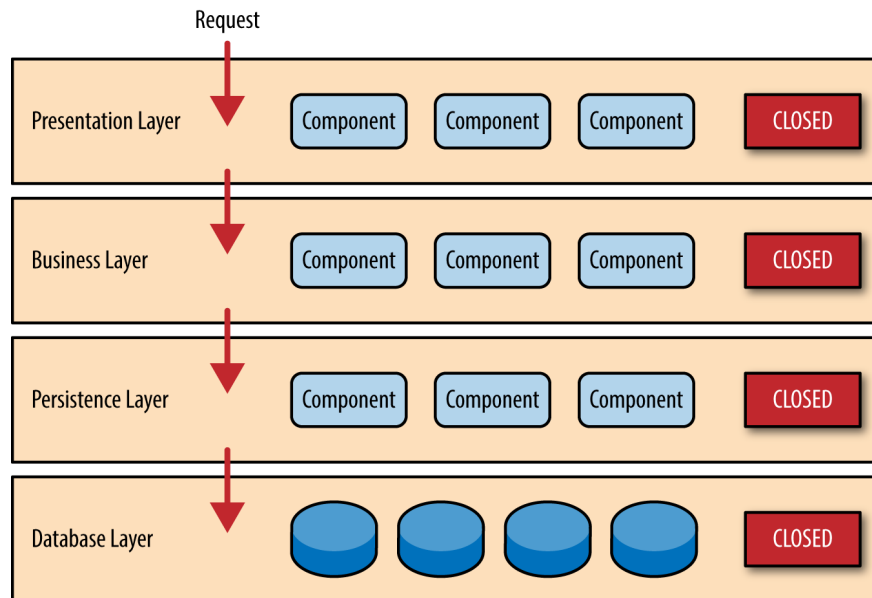 Request
Presentation Layer Component Component Component CLOSED
Business Layer Component Component Component CLOSED
Persistence Layer Component Component Component CLOSED
Database Layer CLOSED